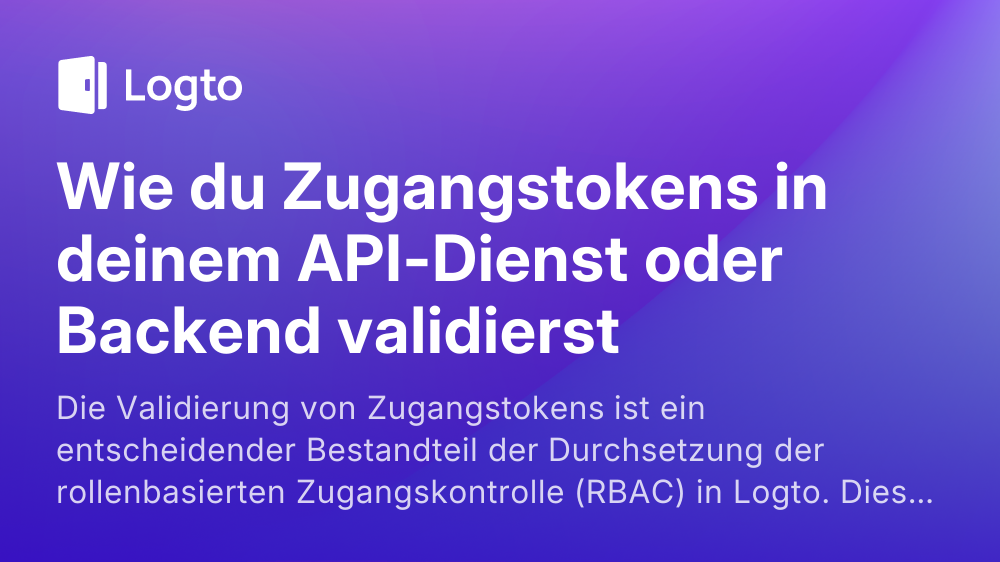 Logto
Wie du Zugangstokens in
deinem API-Dienst oder
Backend validierst
Die Validierung von Zugangstokens ist ein
entscheidender Bestandteil der Durchsetzung der
rollenbasierten Zugangskontrolle (RBAC) in Logto. Dies...